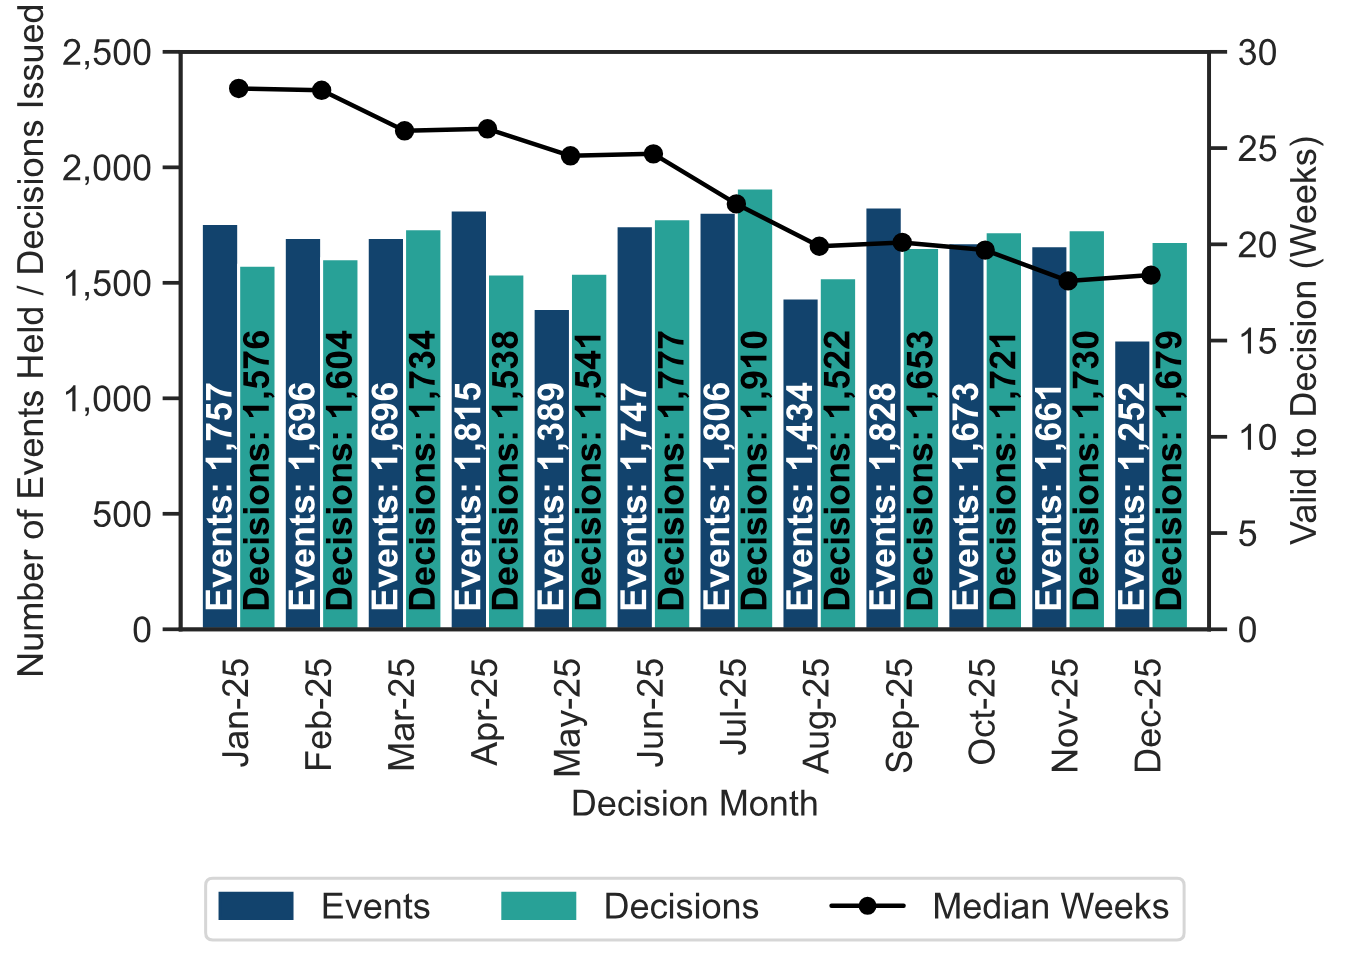 Number of Events Held / Decisions Issued
2,500
2,000
1,500
1,000
500
0
30
25
20
15
10
5
0
Valid to Decision (Weeks)
Events: 1,757
Decisions: 1,576
Events: 1,696
Decisions: 1,604
Events: 1,696
Decisions: 1,734
Events: 1,815
Decisions: 1,538
Events: 1,389
Decisions: 1,541
Events: 1,747
Decisions: 1,777
Events: 1,806
Decisions: 1,910
Events: 1,434
Decisions: 1,522
Events: 1,828
Decisions: 1,653
Events: 1,673
Decisions: 1,721
Events: 1,661
Decisions: 1,730
Events: 1,252
Decisions: 1,679
Jan-25
Feb-25
Mar-25
Apr-25
May-25
Jun-25
Jul-25
Aug-25
Sep-25
Oct-25
Nov-25
Dec-25
Decision Month
Events
Decisions
Median Weeks